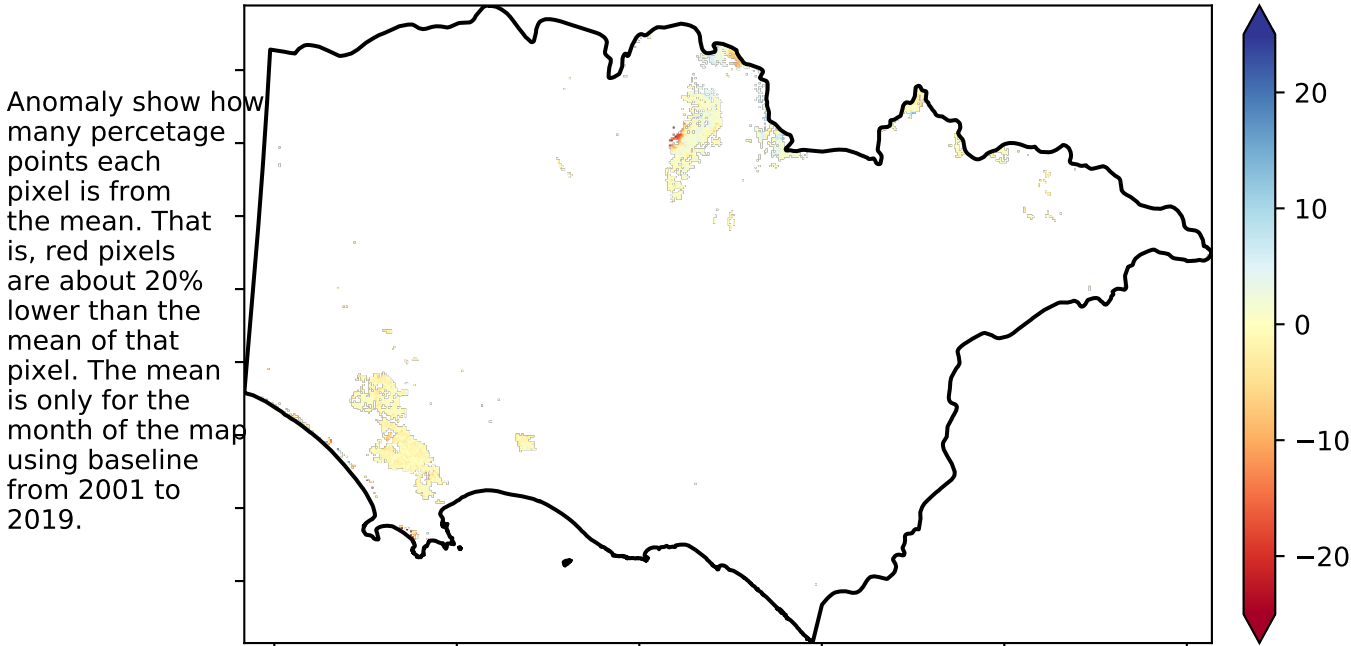 Anomaly show how
many percetage
points each
pixel is from
the mean. That
is, red pixels
are about 20%
lower than the
mean of that
pixel. The mean
is only for the
month of the map
using baseline
from 2001 to
2019.
20
10
0
−10
−20